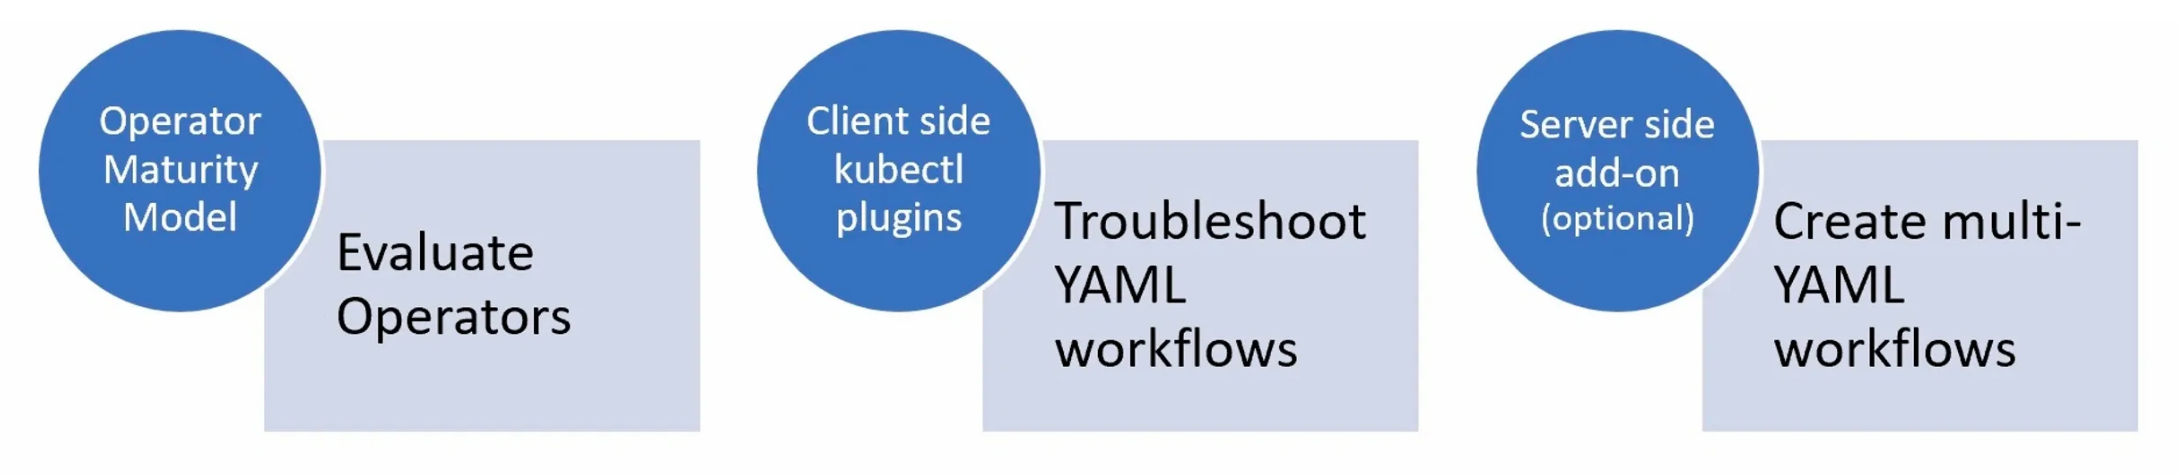 Operator
Maturity
Model
Evaluate
Operators
Client side
kubectl
plugins
Troubleshoot
YAML
workflows
Server side
add-on
(optional)
Create multi-
YAML
workflows